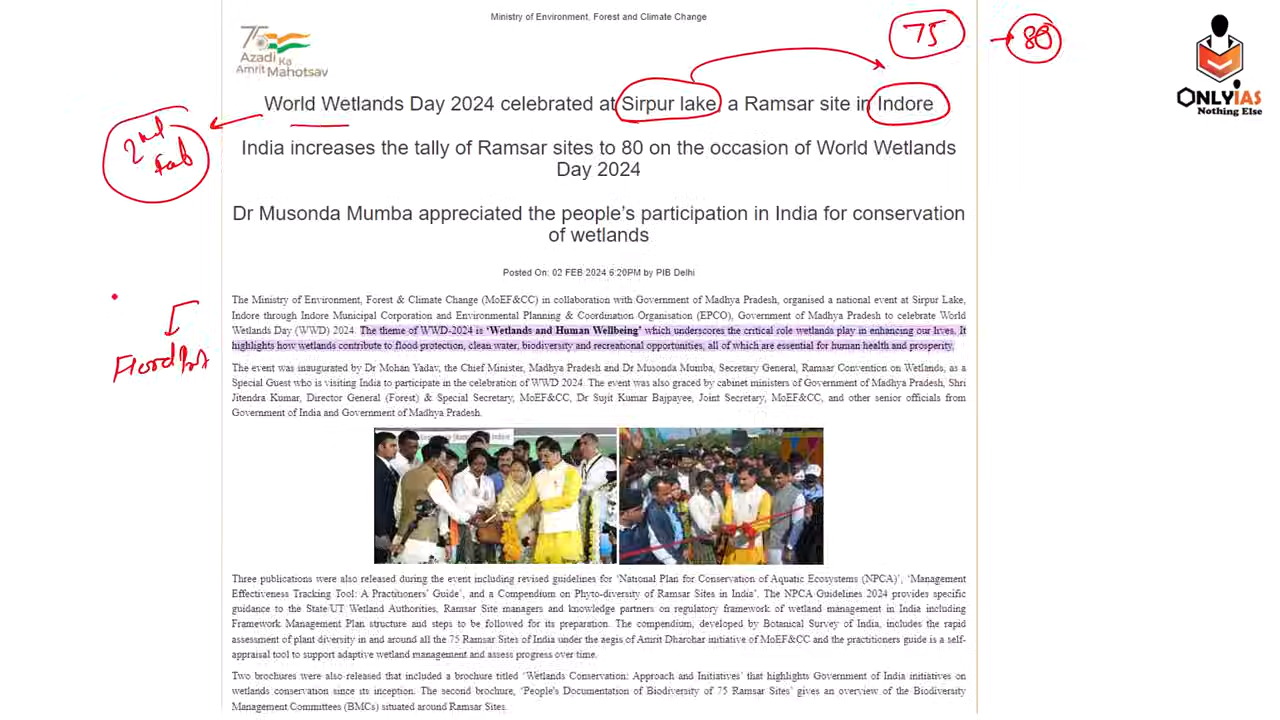 Ministry of Environment, Forest and Climate Change
75
→ 80
75
Azadi Ka
Amrit Mahotsav
ONLYIAS
Nothing Else
World Wetlands Day 2024 celebrated at Sirpur lake, a Ramsar site in Indore
2nd
Feb
India increases the tally of Ramsar sites to 80 on the occasion of World Wetlands
Day 2024
Dr Musonda Mumba appreciated the people's participation in India for conservation
of wetlands
Posted On: 02 FEB 2024 6:20PM by PIB Delhi
The Ministry of Environment, Forest & Climate Change (MoEF&CC) in collaboration with Government of Madhya Pradesh, organised a national event at Sirpur Lake,
Indore through Indore Municipal Corporation and Environmental Planning & Coordination Organisation (EPCO), Government of Madhya Pradesh to celebrate World
Wetlands Day (WWD) 2024. The theme of WWD-2024 is 'Wetlands and Human Wellbeing' which underscores the critical role wetlands play in enhancing our lives. It
highlights how wetlands contribute to flood protection, clean water, biodiversity and recreational opportunities, all of which are essential for human health and prosperity.
Flood
The event was inaugurated by Dr Mohan Yadav, the Chief Minister, Madhya Pradesh and Dr Musonda Mumba, Secretary General, Ramsar Convention on Wetlands, as a
Special Guest who is visiting India to participate in the celebration of WWD 2024. The event was also graced by cabinet ministers of Government of Madhya Pradesh, Shri
Jitendra Kumar, Director General (Forest) & Special Secretary, MoEF&CC, Dr Sujit Kumar Bajpayee, Joint Secretary, MoEF&CC, and other senior officials from
Government of India and Government of Madhya Pradesh.
Three publications were also released during the event including revised guidelines for 'National Plan for Conservation of Aquatic Ecosystems (NPCA)', 'Management
Effectiveness Tracking Tool: A Practitioners' Guide', and a Compendium on Phyto-diversity of Ramsar Sites in India'. The NPCA Guidelines 2024 provides specific
guidance to the State/UT Wetland Authorities, Ramsar Site managers and knowledge partners on regulatory framework of wetland management in India including
Framework Management Plan structure and steps to be followed for its preparation. The compendium, developed by Botanical Survey of India, includes the rapid
assessment of plant diversity in and around all the 75 Ramsar Sites of India under the aegis of Amrit Dharohar initiative of MoEF&CC and the practitioners guide is a self-
appraisal tool to support adaptive wetland management and assess progress over time.
Two brochures were also released that included a brochure titled 'Wetlands Conservation: Approach and Initiatives' that highlights Government of India initiatives on
wetlands conservation since its inception. The second brochure, 'People's Documentation of Biodiversity of 75 Ramsar Sites' gives an overview of the Biodiversity
Management Committees (BMCs) situated around Ramsar Sites.